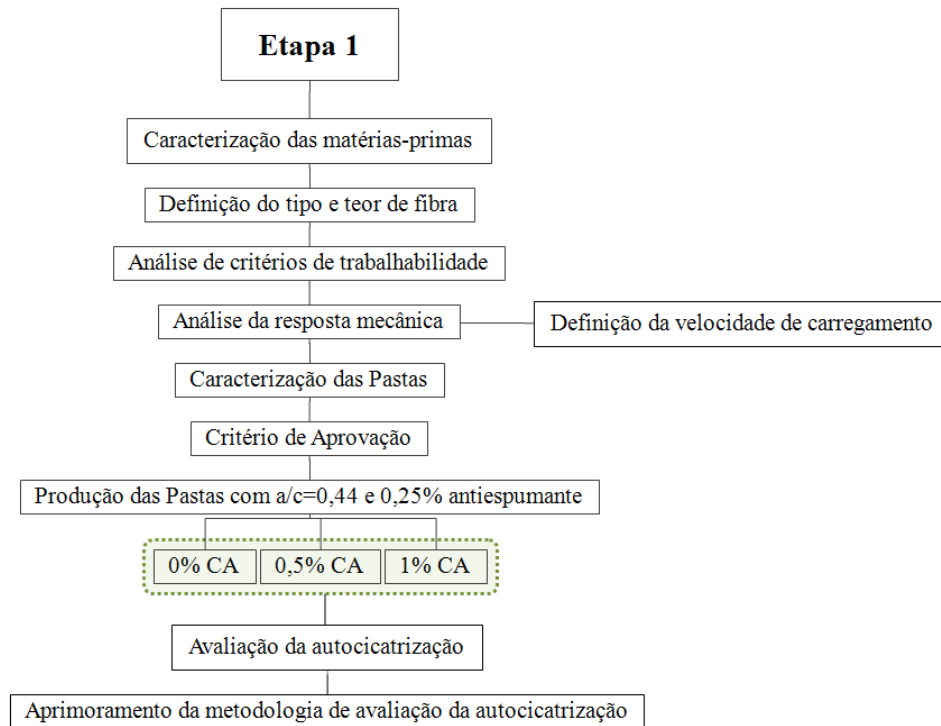 Etapa 1
Caracterização das matérias-primas
Definição do tipo e teor de fibra
Análise de critérios de trabalhabilidade
Análise da resposta mecânica
Definição da velocidade de carregamento
Caracterização das Pastas
Critério de Aprovação
Produção das Pastas com a/c=0,44 e 0,25% antiespumante
0% CA
0,5% CA
1% CA
Avaliação da autocicatrização
Aprimoramento da metodologia de avaliação da autocicatrização